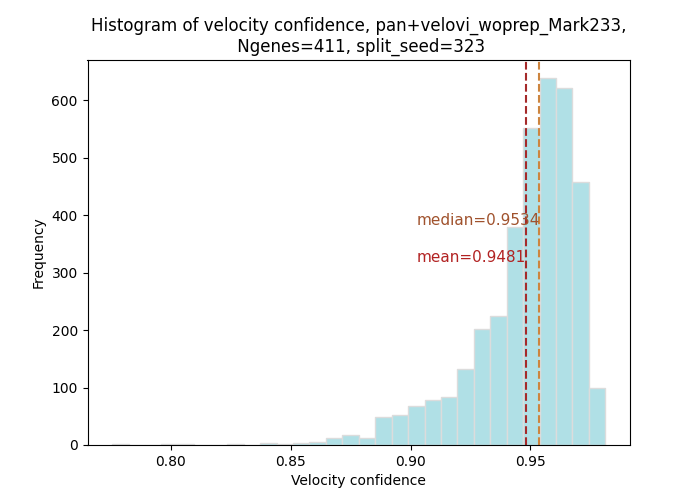 Histogram of velocity confidence, pan+velovi_woprep_Mark233,
Ngenes=411, split_seed=323
600
500
400
300
200
100
0
Frequency
median=0.9534
mean=0.9481
0.80
0.85
0.90
0.95
Velocity confidence